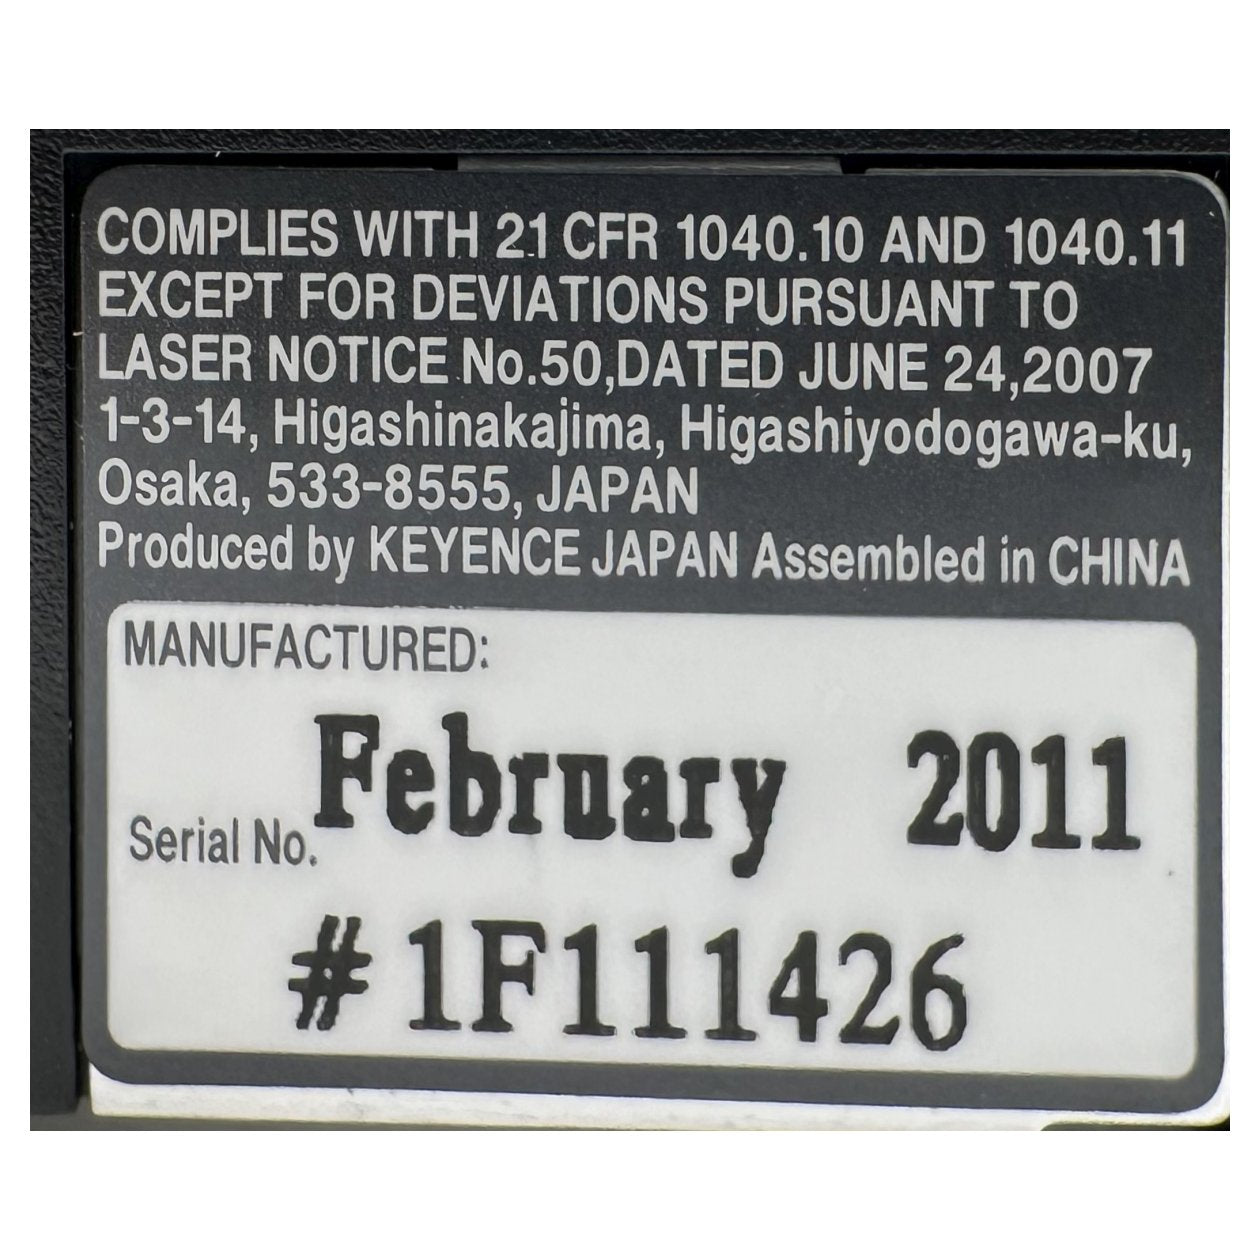 COMPLIES WITH 21 CFR 1040.10 AND 1040.11
EXCEPT FOR DEVIATIONS PURSUANT TO
LASER NOTICE No.50,DATED JUNE 24,2007
1-3-14, Higashinakajima, Higashiyodogawa-ku,
Osaka, 533-8555, JAPAN
Produced by KEYENCE JAPAN Assembled in CHINA
MANUFACTURED:
February 2011
Serial No.
#1F111426